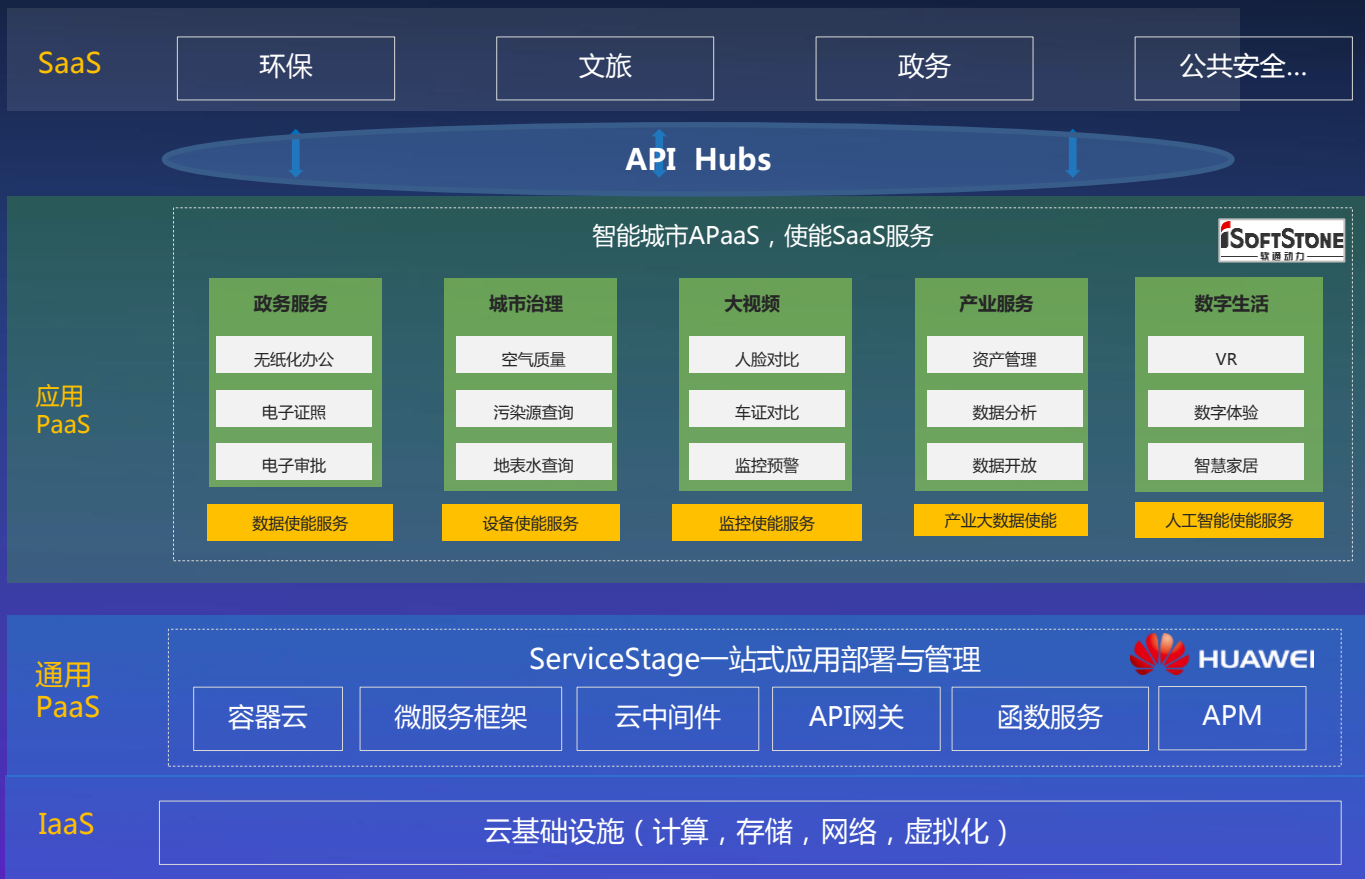 SaaS
环保
文旅
政务
公共安全...
API Hubs
智能城市APaaS，使能SaaS服务
iSOFTSTONE
软通动力
应用
PaaS
政务服务
无纸化办公
电子证照
电子审批
数据使能服务
城市治理
空气质量
污染源查询
地表水查询
设备使能服务
大视频
人脸对比
车证对比
监控预警
监控使能服务
产业服务
资产管理
数据分析
数据开放
产业大数据使能
数字生活
VR
数字体验
智慧家居
人工智能使能服务
通用
PaaS
ServiceStage一站式应用部署与管理
HUAWEI
容器云
微服务框架
云中间件
API网关
函数服务
APM
IaaS
云基础设施（计算，存储，网络，虚拟化）